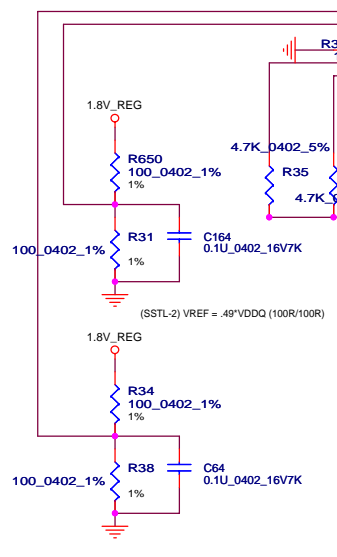 R3
1.8V_REG
R650
100_0402_1%
1%
4.7K_0402_5%
R35
4.7K_
100_0402_1%
R31
1%
C164
0.1U_0402_16V7K
(SSTL-2) VREF = .49*VDDQ (100R/100R)
1.8V_REG
R34
100_0402_1%
1%
100_0402_1%
R38
1%
C64
0.1U_0402_16V7K